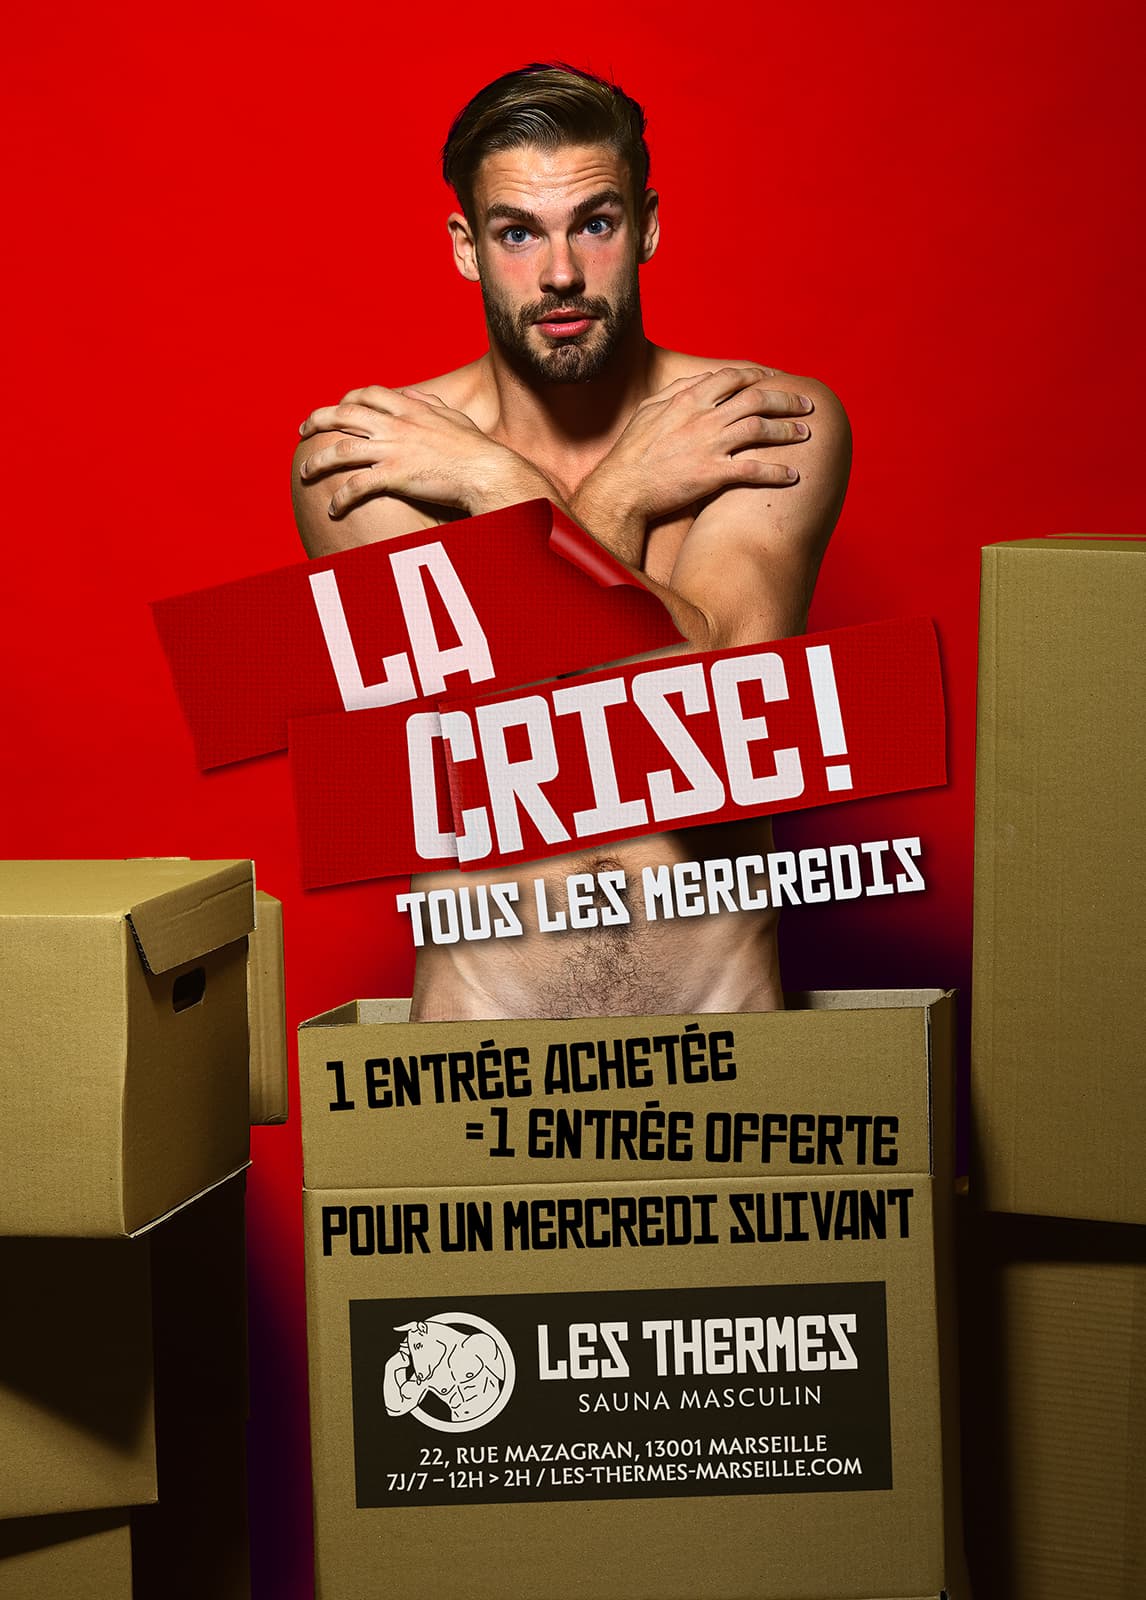 LA
CRISE!
TOUS LES MERCREDIS
1 ENTRÉE ACHETÉE
=1 ENTRÉE OFFERTE
POUR UN MERCREDI SUIVANT
LES THERMES
SAUNA MASCULIN
22, RUE MAZAGRAN, 13001 MARSEILLE
7J/7 – 12H > 2H / LES-THERMES-MARSEILLE.COM